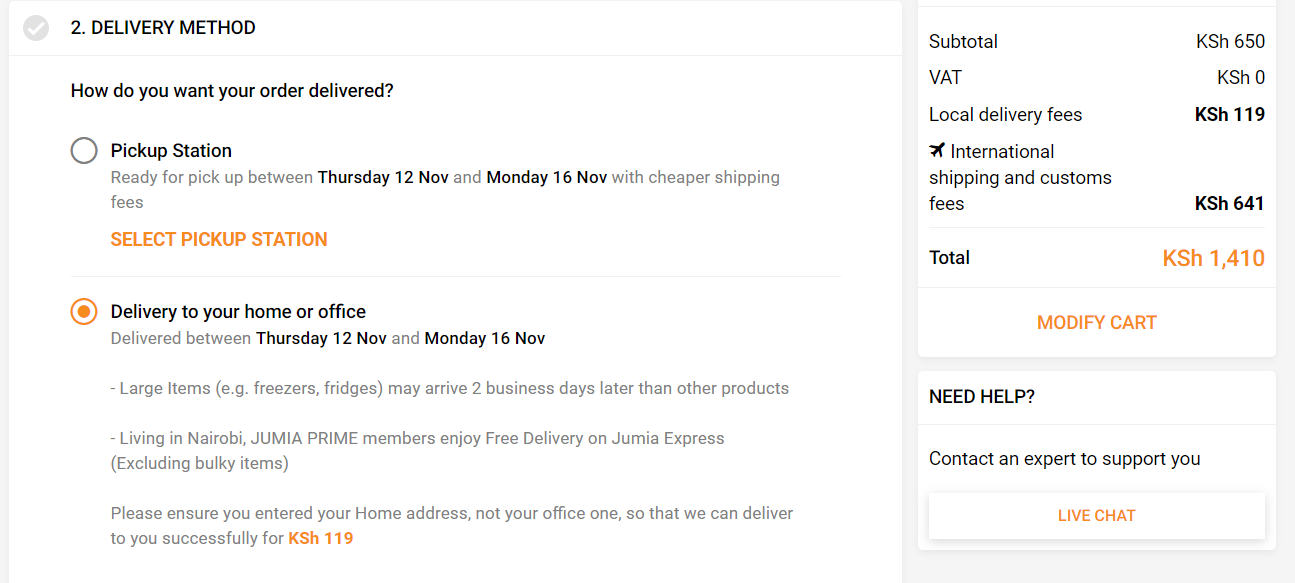 2. DELIVERY METHOD
How do you want your order delivered?
Pickup Station
Ready for pick up between Thursday 12 Nov and Monday 16 Nov with cheaper shipping
fees
SELECT PICKUP STATION
Delivery to your home or office
Delivered between Thursday 12 Nov and Monday 16 Nov
- Large Items (e.g. freezers, fridges) may arrive 2 business days later than other products
- Living in Nairobi, JUMIA PRIME members enjoy Free Delivery on Jumia Express
(Excluding bulky items)
Please ensure you entered your Home address, not your office one, so that we can deliver
to you successfully for KSh 119
Subtotal KSh 650
VAT KSh 0
Local delivery fees KSh 119
International
shipping and customs
fees KSh 641
Total KSh 1,410
MODIFY CART
NEED HELP?
Contact an expert to support you
LIVE CHAT